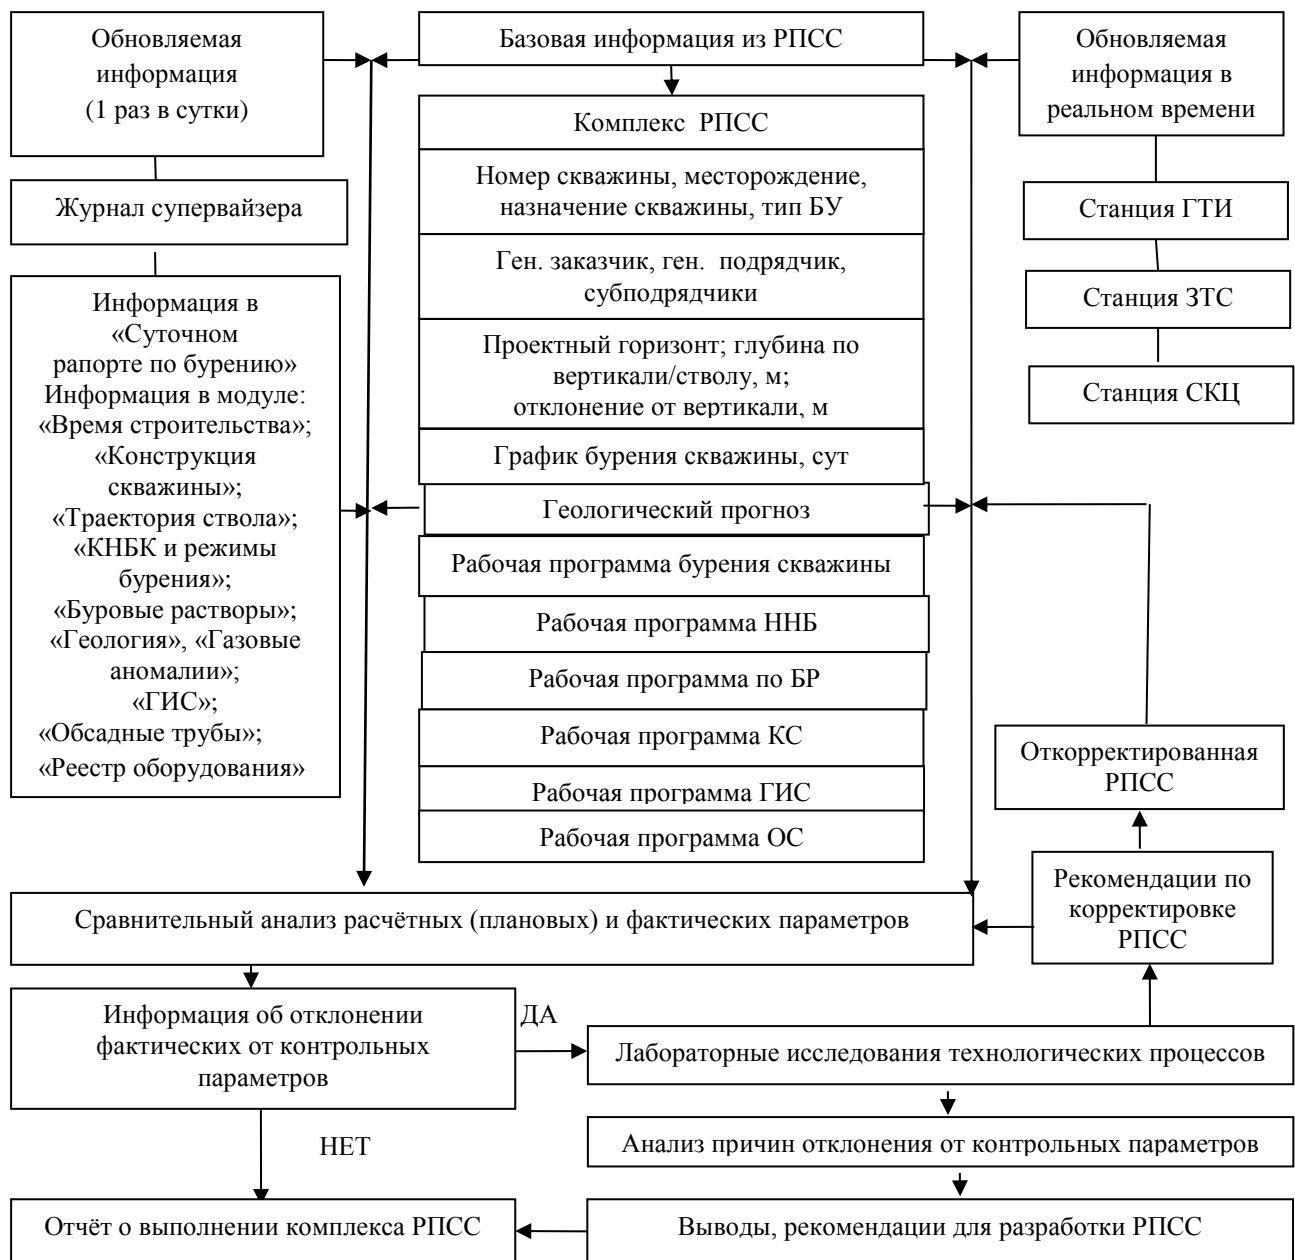 Обновляемая
информация
(1 раз в сутки)
Базовая информация из РПСС
Обновляемая
информация в
реальном времени
Журнал супервайзера
Информация в
«Суточном
рапорте по бурению»
Информация в модуле:
«Время строительства»;
«Конструкция
скважины»;
«Траектория ствола»;
«КНБК и режимы
бурения»;
«Буровые растворы»;
«Геология», «Газовые
аномалии»;
«ГИС»;
«Обсадные трубы»;
«Реестр оборудования»
Комплекс РПСС
Номер скважины, месторождение,
назначение скважины, тип БУ
Ген. заказчик, ген. подрядчик,
субподрядчики
Проектный горизонт; глубина по
вертикали/стволу, м;
отклонение от вертикали, м
График бурения скважины, сут
Геологический прогноз
Рабочая программа бурения скважины
Рабочая программа ННБ
Рабочая программа по БР
Рабочая программа КС
Рабочая программа ГИС
Рабочая программа ОС
Станция ГТИ
Станция ЗТС
Станция СКЦ
Откорректированная
РПСС
Рекомендации по
корректировке
РПСС
Сравнительный анализ расчётных (плановых) и фактических параметров
Информация об отклонении
фактических от контрольных
параметров
ДА
Лабораторные исследования технологических процессов
НЕТ
Анализ причин отклонения от контрольных параметров
Отчёт о выполнении комплекса РПСС
Выводы, рекомендации для разработки РПСС